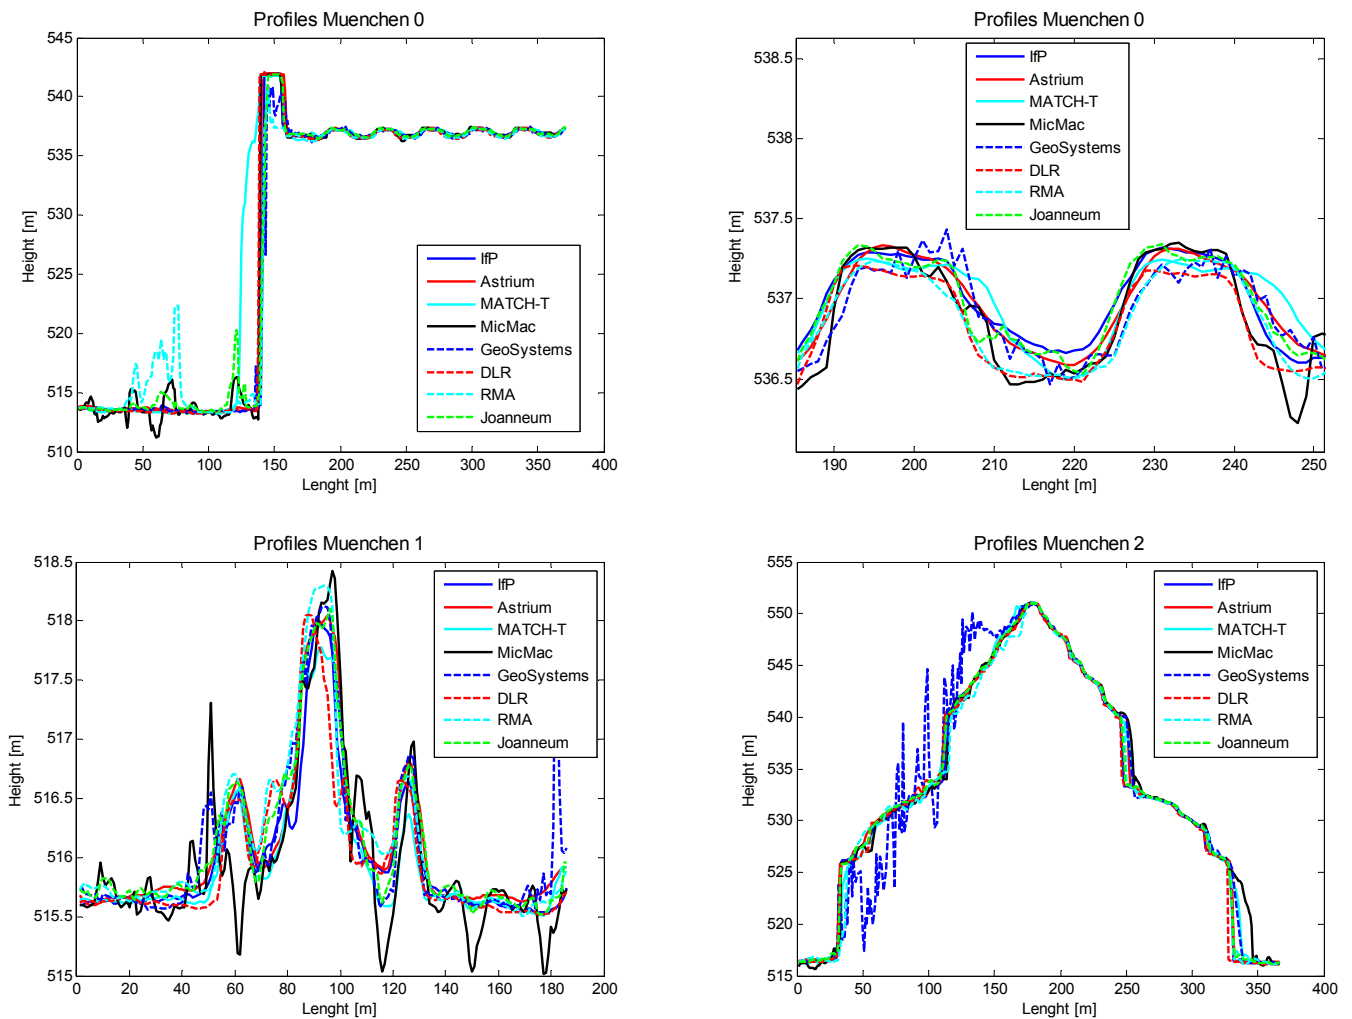 Profiles Muenchen 0
545
540
535
530
525
520
515
510
0
50
100
150
200
250
300
350
400
Height [m]
Lenght [m]
IfP
Astrium
MATCH-T
MicMac
GeoSystems
DLR
RMA
Joanneum
Profiles Muenchen 0
538.5
538
537.5
537
536.5
190
200
210
220
230
240
250
Height [m]
Lenght [m]
IfP
Astrium
MATCH-T
MicMac
GeoSystems
DLR
RMA
Joanneum
Profiles Muenchen 1
518.5
518
517.5
517
516.5
516
515.5
515
0
20
40
60
80
100
120
140
160
180
200
Height [m]
Lenght [m]
IfP
Astrium
MATCH-T
MicMac
GeoSystems
DLR
RMA
Joanneum
Profiles Muenchen 2
555
550
545
540
535
530
525
520
515
0
50
100
150
200
250
300
350
400
Height [m]
Lenght [m]
IfP
Astrium
MATCH-T
MicMac
GeoSystems
DLR
RMA
Joanneum